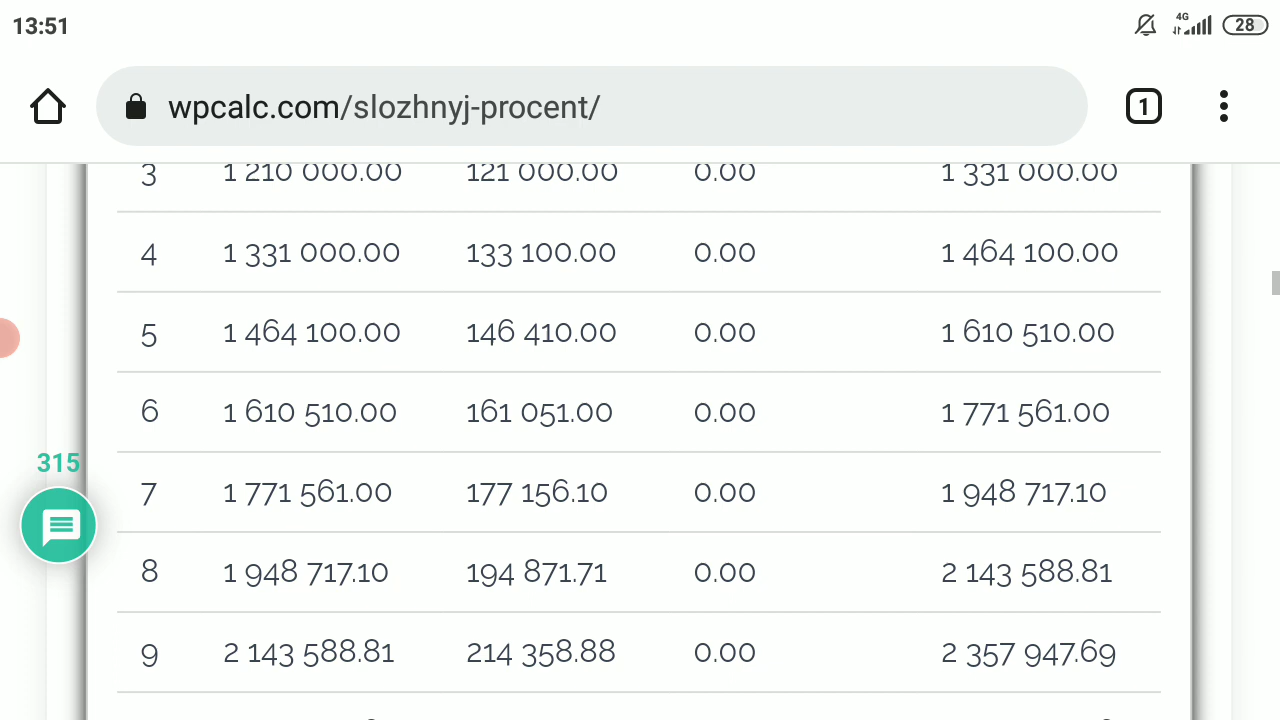 13:51 4G 28
wpcalc.com/slozhnyj-procent/ 1
3 1 210 000.00 121 000.00 0.00 1 331 000.00
4 1 331 000.00 133 100.00 0.00 1 464 100.00
5 1 464 100.00 146 410.00 0.00 1 610 510.00
6 1 610 510.00 161 051.00 0.00 1 771 561.00
315
7 1 771 561.00 177 156.10 0.00 1 948 717.10
8 1 948 717.10 194 871.71 0.00 2 143 588.81
9 2 143 588.81 214 358.88 0.00 2 357 947.69